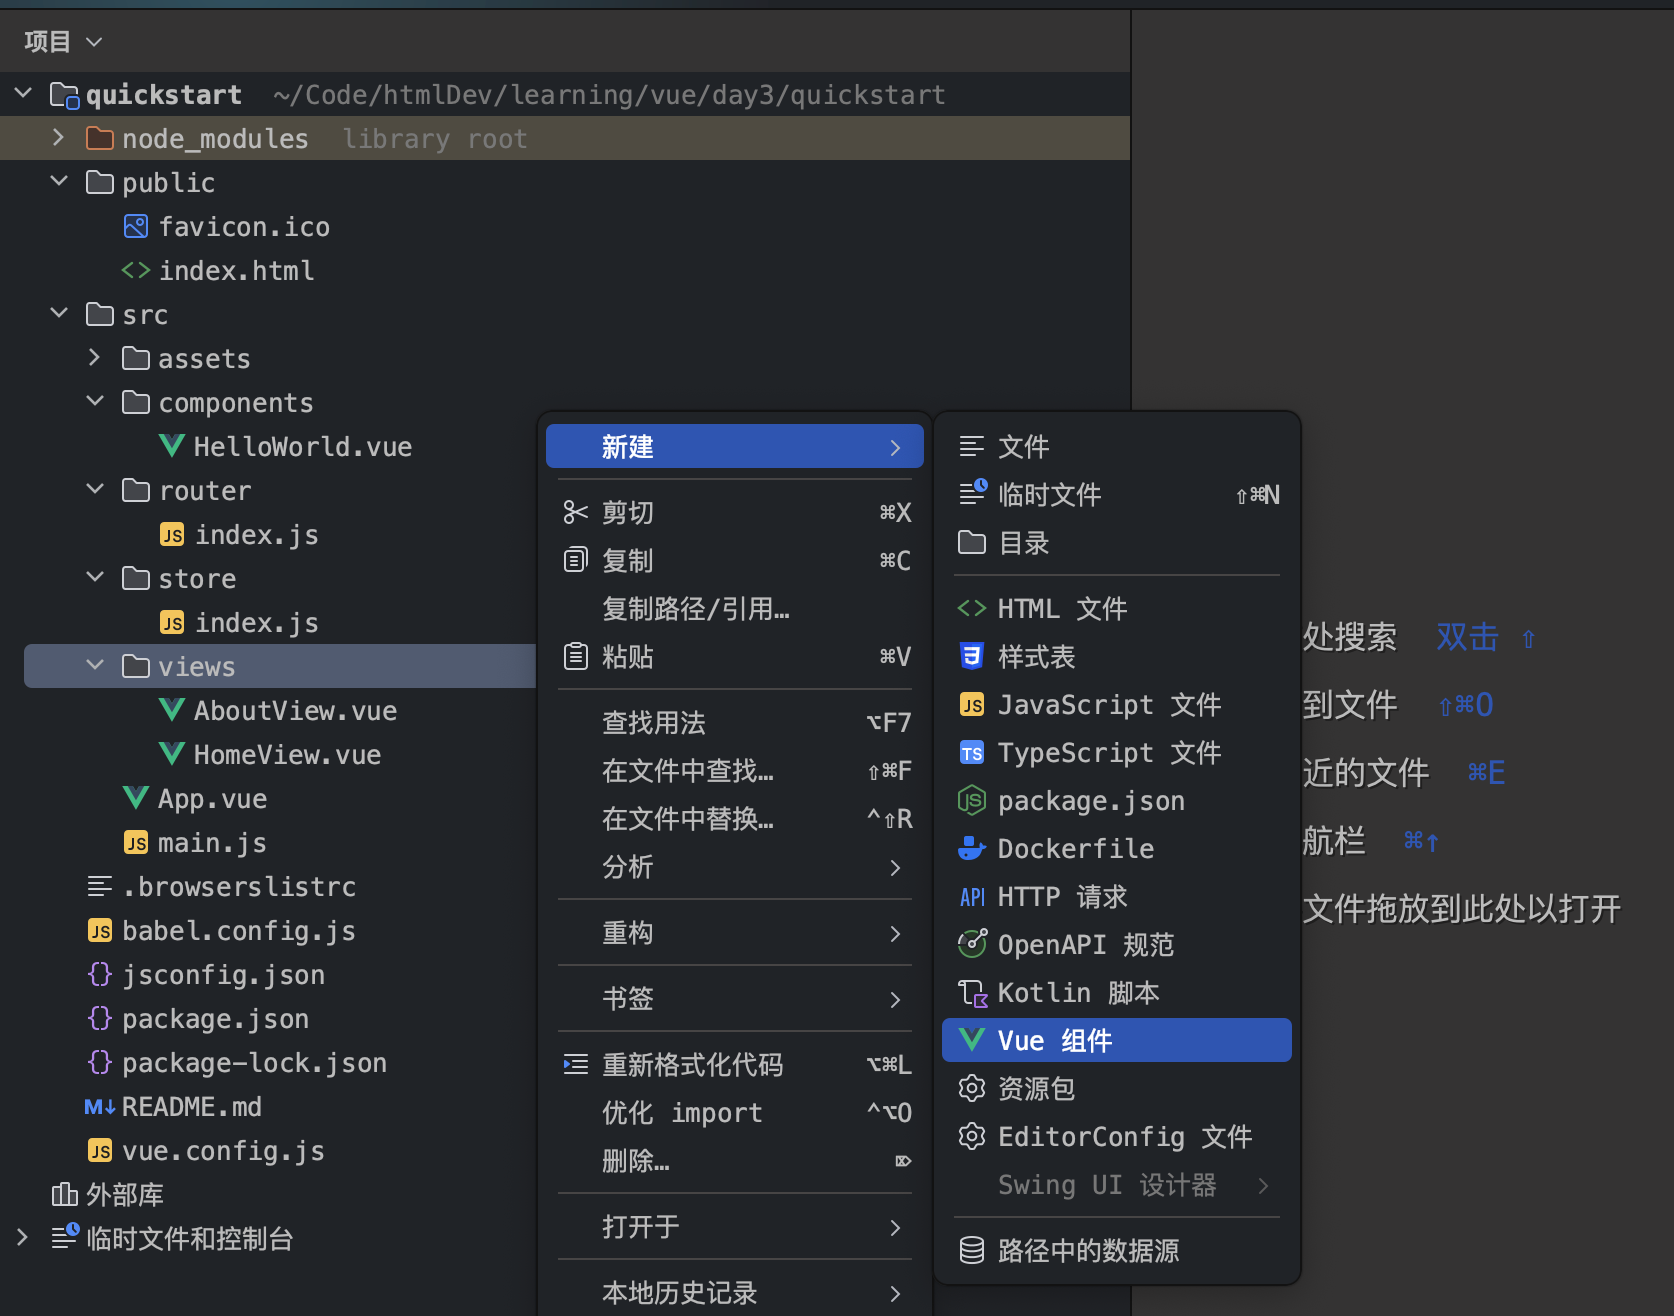 项目
quickstart ~/Code/htmlDev/learning/vue/day3/quickstart
node_modules library root
public
favicon.ico
index.html
src
assets
components
HelloWorld.vue
router
JS index.js
store
JS index.js
views
AboutView.vue
HomeView.vue
App.vue
JS main.js
.browserslistrc
JS babel.config.js
{} jsconfig.json
{} package.json
{} package-lock.json
M↓ README.md
JS vue.config.js
外部库
临时文件和控制台
新建
剪切 ⌘X
复制 ⌘C
复制路径/引用…
粘贴 ⌘V
查找用法 ⌥F7
在文件中查找… ⇧⌘F
在文件中替换… ^⇧R
分析
重构
书签
重新格式化代码 ⌥⌘L
优化 import ^⌥O
删除… ⌦
打开于
本地历史记录
文件
临时文件 ⇧⌘N
目录
<> HTML 文件
样式表
JS JavaScript 文件
TS TypeScript 文件
package.json
Dockerfile
API HTTP 请求
OpenAPI 规范
Kotlin 脚本
Vue 组件
资源包
EditorConfig 文件
Swing UI 设计器
路径中的数据源
处搜索 双击 ⇧
到文件 ⇧⌘O
近的文件 ⌘E
航栏 ⌘↑
文件拖放到此处以打开